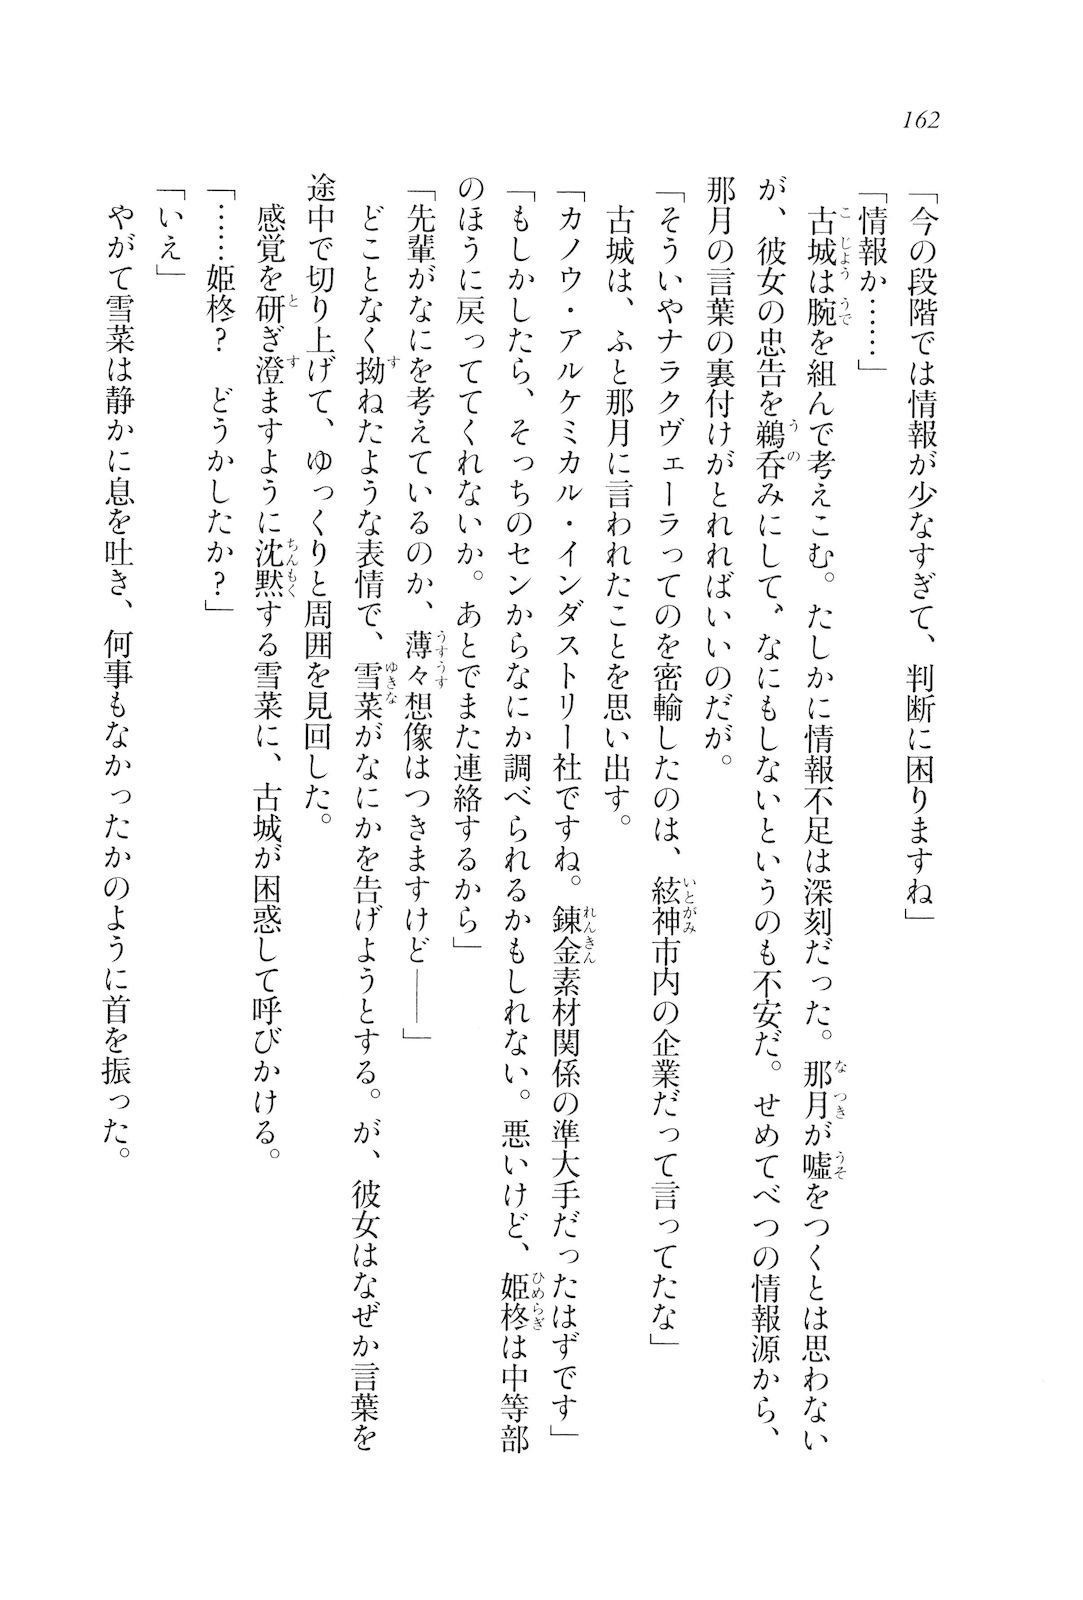 162
「今の段階では情報が少なすぎて、判断に困りますね」
「情報か……」
古城は腕を組んで考えこむ。たしかに情報不足は深刻だった。那月が嘘をつくとは思わない
が、彼女の忠告を鵜呑みにして、なにもしないというのも不安だ。せめてべつの情報源から、
那月の言葉の裏付けがとれればいいのだが。
「そういやナラクヴェーラってのを密輸したのは、絃神市内の企業だって言ってたな」
古城は、ふと那月に言われたことを思い出す。
「カノウ・アルケミカル・インダストリー社ですね。錬金素材関係の準大手だったはずです」
「もしかしたら、そっちのセンからなにか調べられるかもしれない。悪いけど、姫柊は中等部
のほうに戻っててくれないか。あとでまた連絡するから」
「先輩がなにを考えているのか、薄々想像はつきますけど――」
どことなく拗ねたような表情で、雪菜がなにかを告げようとする。が、彼女はなぜか言葉を
途中で切り上げて、ゆっくりと周囲を見回した。
感覚を研ぎ澄ますように沈黙する雪菜に、古城が困惑して呼びかける。
「……姫柊？　どうかしたか？」
「いえ」
やがて雪菜は静かに息を吐き、何事もなかったかのように首を振った。